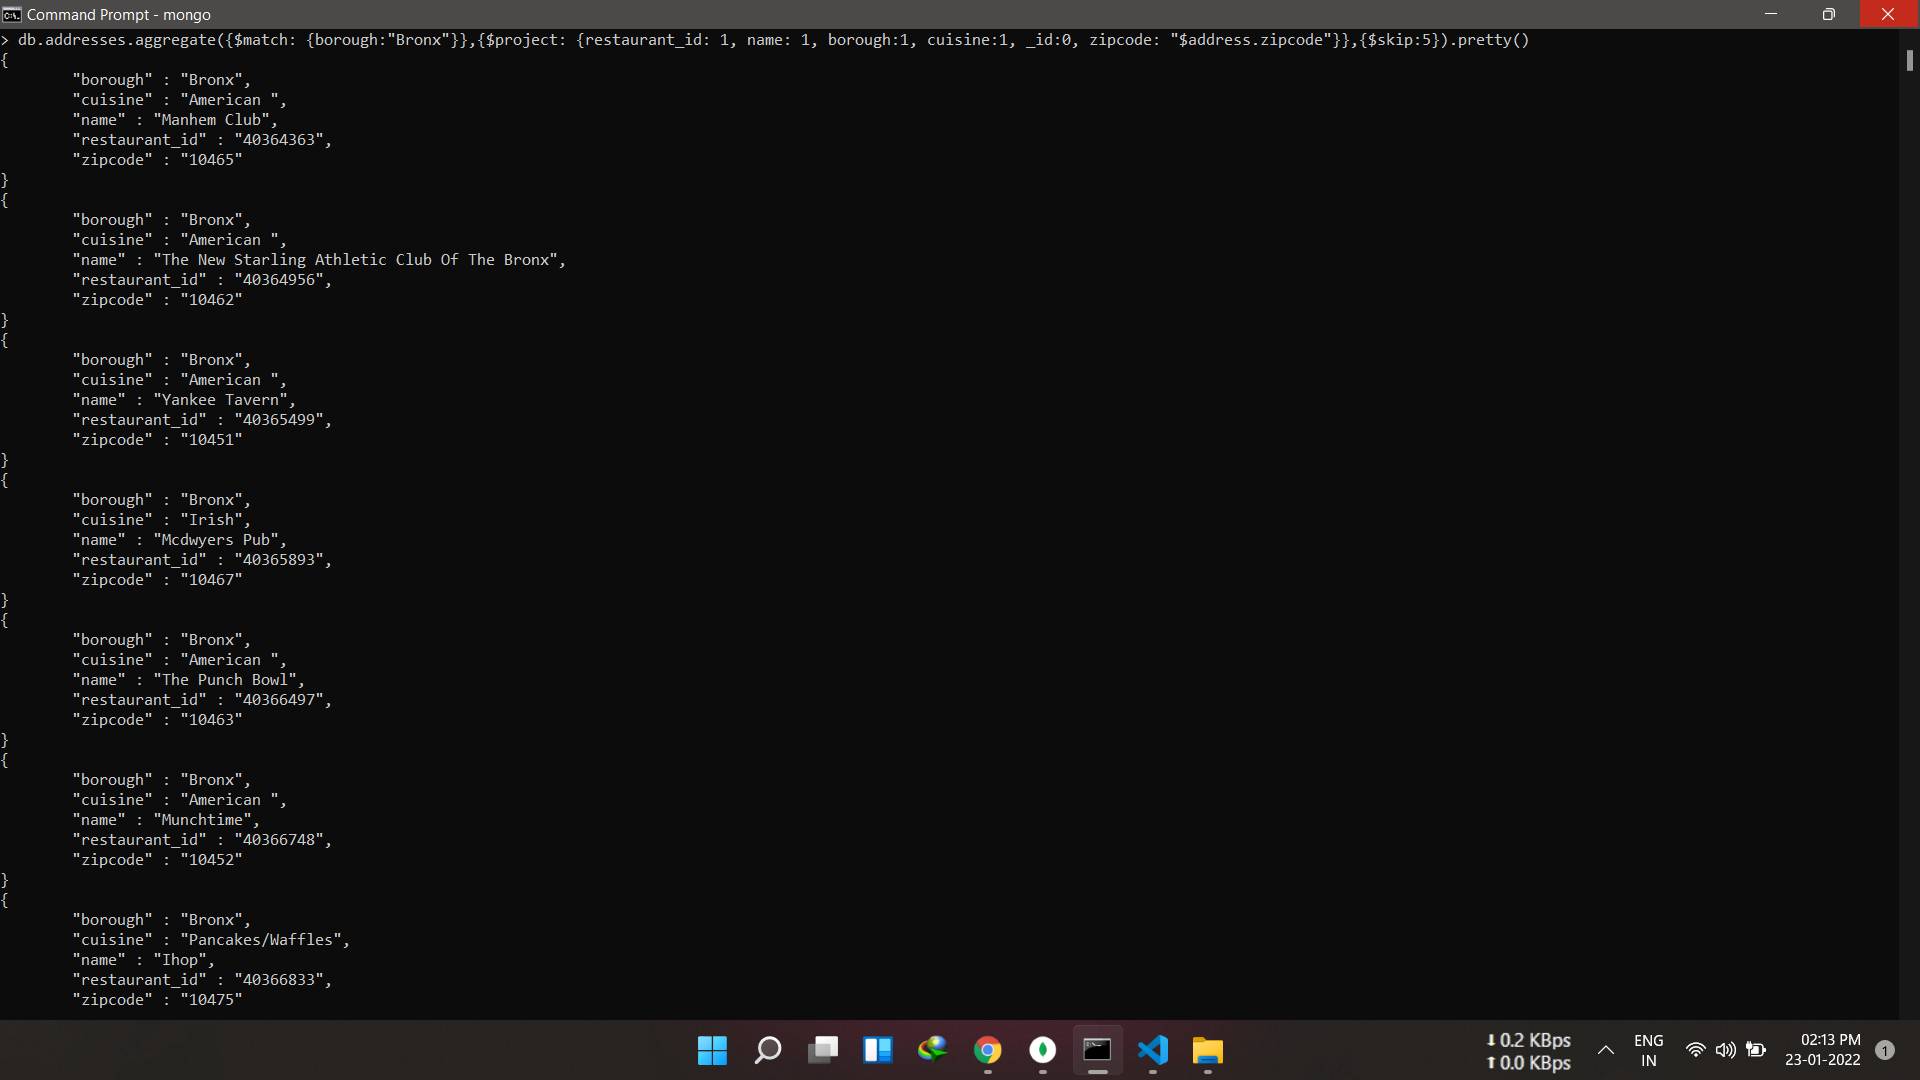 Command Prompt - mongo
> db.addresses.aggregate({$match: {borough:"Bronx"}},{$project: {restaurant_id: 1, name: 1, borough:1, cuisine:1, _id:0, zipcode: "$address.zipcode"}},{$skip:5}).pretty()
{
        "borough" : "Bronx",
        "cuisine" : "American ",
        "name" : "Manhem Club",
        "restaurant_id" : "40364363",
        "zipcode" : "10465"
}
{
        "borough" : "Bronx",
        "cuisine" : "American ",
        "name" : "The New Starling Athletic Club Of The Bronx",
        "restaurant_id" : "40364956",
        "zipcode" : "10462"
}
{
        "borough" : "Bronx",
        "cuisine" : "American ",
        "name" : "Yankee Tavern",
        "restaurant_id" : "40365499",
        "zipcode" : "10451"
}
{
        "borough" : "Bronx",
        "cuisine" : "Irish",
        "name" : "Mcdwyers Pub",
        "restaurant_id" : "40365893",
        "zipcode" : "10467"
}
{
        "borough" : "Bronx",
        "cuisine" : "American ",
        "name" : "The Punch Bowl",
        "restaurant_id" : "40366497",
        "zipcode" : "10463"
}
{
        "borough" : "Bronx",
        "cuisine" : "American ",
        "name" : "Munchtime",
        "restaurant_id" : "40366748",
        "zipcode" : "10452"
}
{
        "borough" : "Bronx",
        "cuisine" : "Pancakes/Waffles",
        "name" : "Ihop",
        "restaurant_id" : "40366833",
        "zipcode" : "10475"
⬇0.2 KBps
⬆0.0 KBps
ENG
IN
02:13 PM
23-01-2022
1